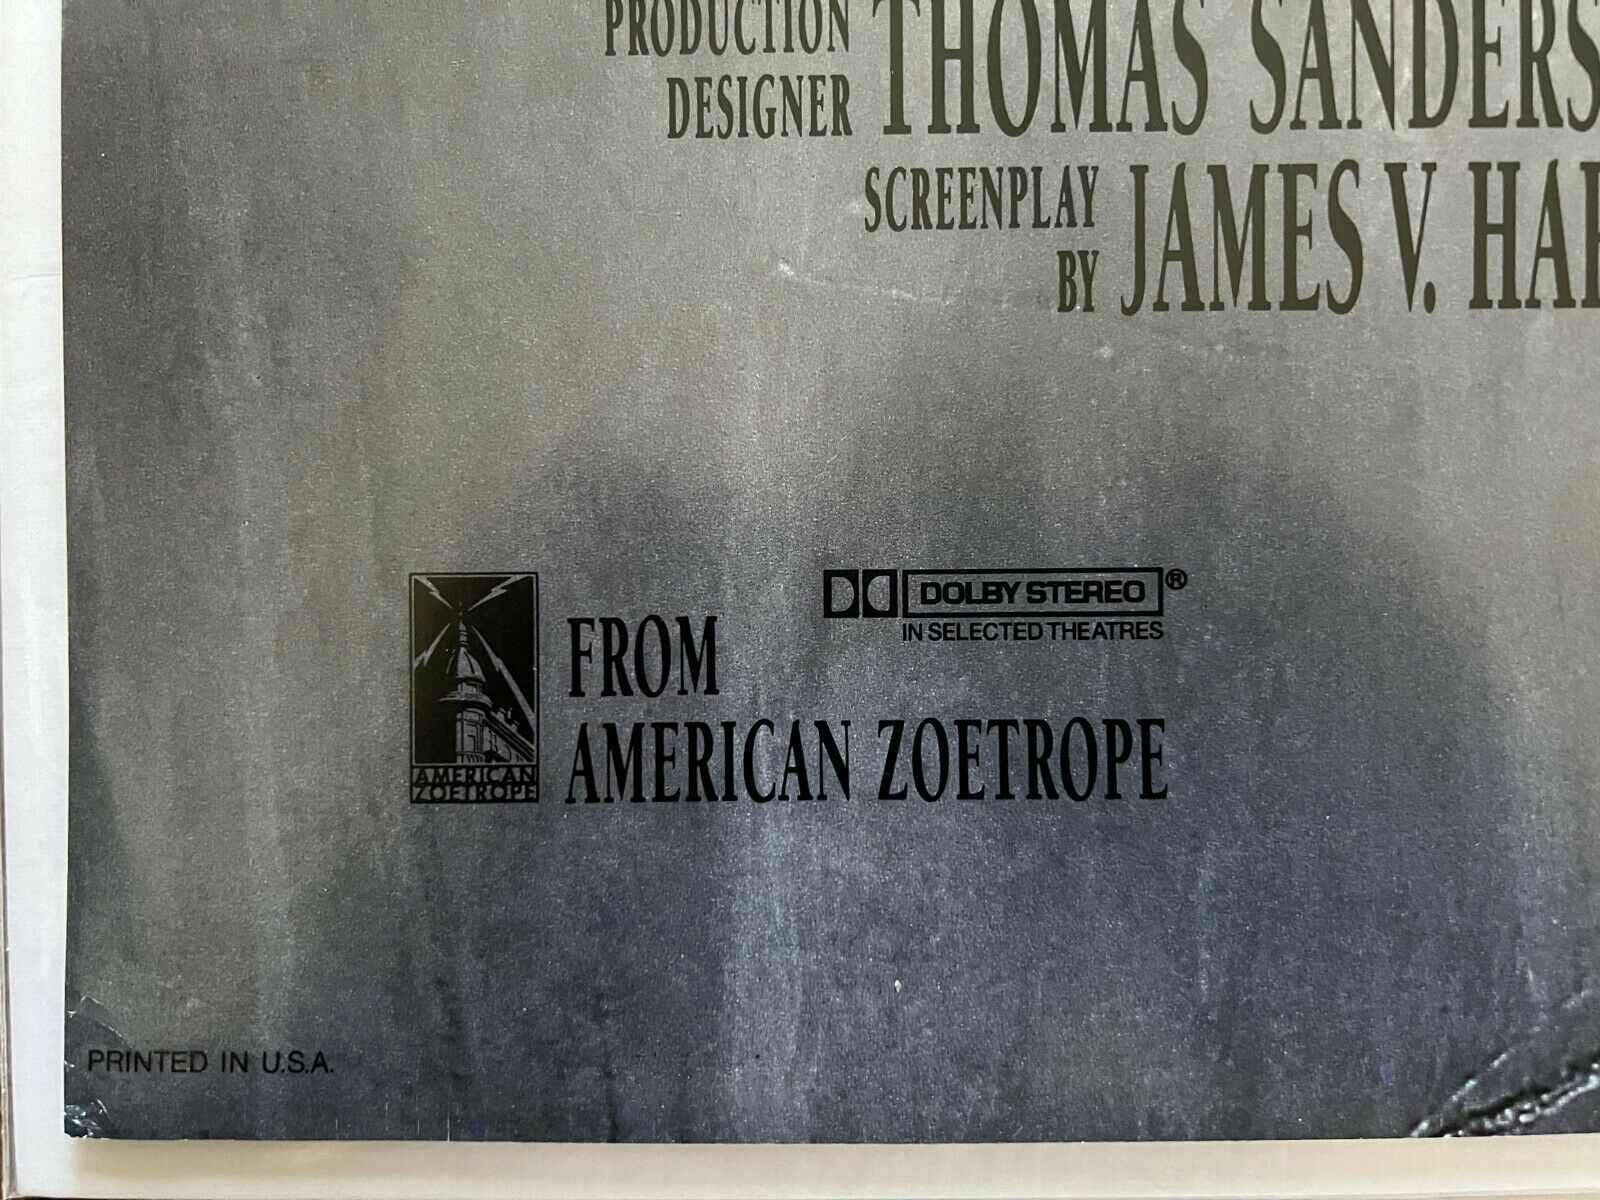 PRODUCTION
DESIGNER THOMAS SANDERS
SCREENPLAY
BY JAMES V.
DOLBY STEREO ®
IN SELECTED THEATRES
FROM
AMERICAN ZOETROPE
AMERICAN
ZOETROPE
PRINTED IN U.S.A.